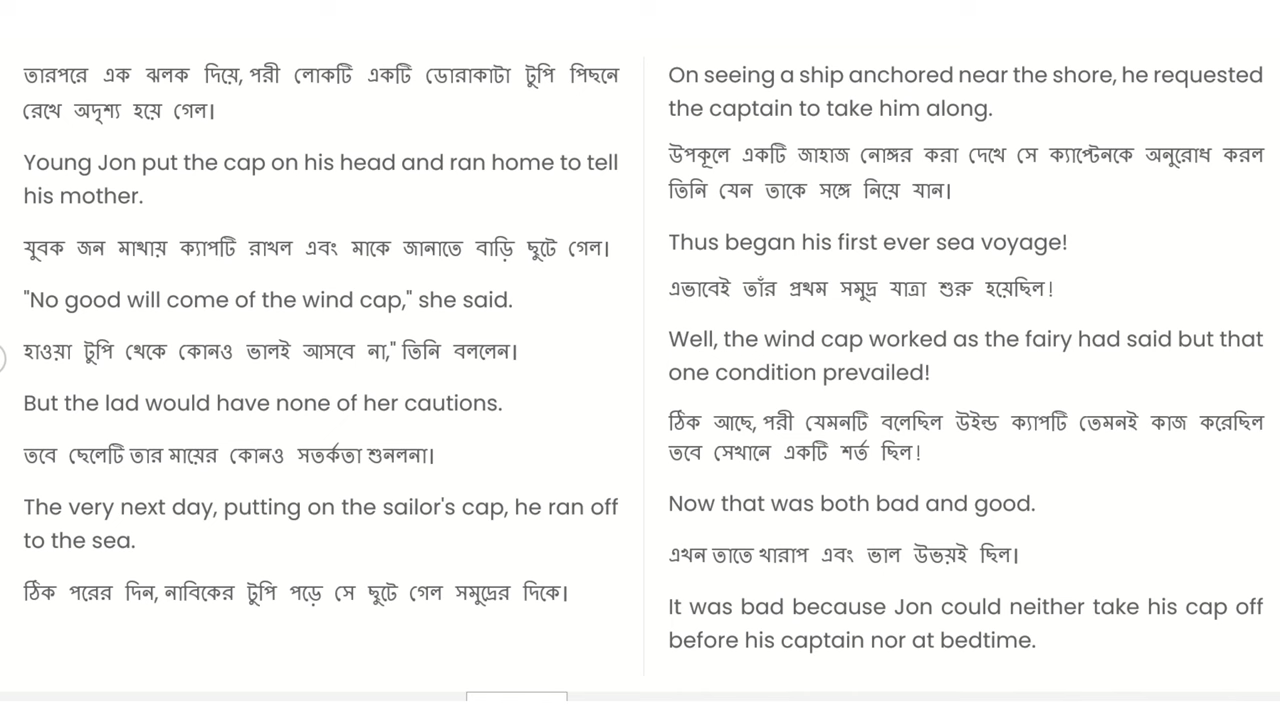 তারপরে এক ঝলক দিয়ে, পরী লোকটি একটি ডোরাকাটা টুপি পিছনে
রেখে অদৃশ্য হয়ে গেল।
Young Jon put the cap on his head and ran home to tell
his mother.
যুবক জন মাথায় ক্যাপটি রাখল এবং মাকে জানাতে বাড়ি ছুটে গেল।
"No good will come of the wind cap," she said.
হাওয়া টুপি থেকে কোনও ভালই আসবে না," তিনি বললেন।
But the lad would have none of her cautions.
তবে ছেলেটি তার মায়ের কোনও সতর্কতা শুনলনা।
The very next day, putting on the sailor's cap, he ran off
to the sea.
ঠিক পরের দিন, নাবিকের টুপি পড়ে সে ছুটে গেল সমুদ্রের দিকে।
On seeing a ship anchored near the shore, he requested
the captain to take him along.
উপকূলে একটি জাহাজ নোঙ্গর করা দেখে সে ক্যাপ্টেনকে অনুরোধ করল
তিনি যেন তাকে সঙ্গে নিয়ে যান।
Thus began his first ever sea voyage!
এভাবেই তাঁর প্রথম সমুদ্র যাত্রা শুরু হয়েছিল!
Well, the wind cap worked as the fairy had said but that
one condition prevailed!
ঠিক আছে, পরী যেমনটি বলেছিল উইন্ড ক্যাপটি তেমনই কাজ করেছিল
তবে সেখানে একটি শর্ত ছিল!
Now that was both bad and good.
এখন তাতে খারাপ এবং ভাল উভয়ই ছিল।
It was bad because Jon could neither take his cap off
before his captain nor at bedtime.